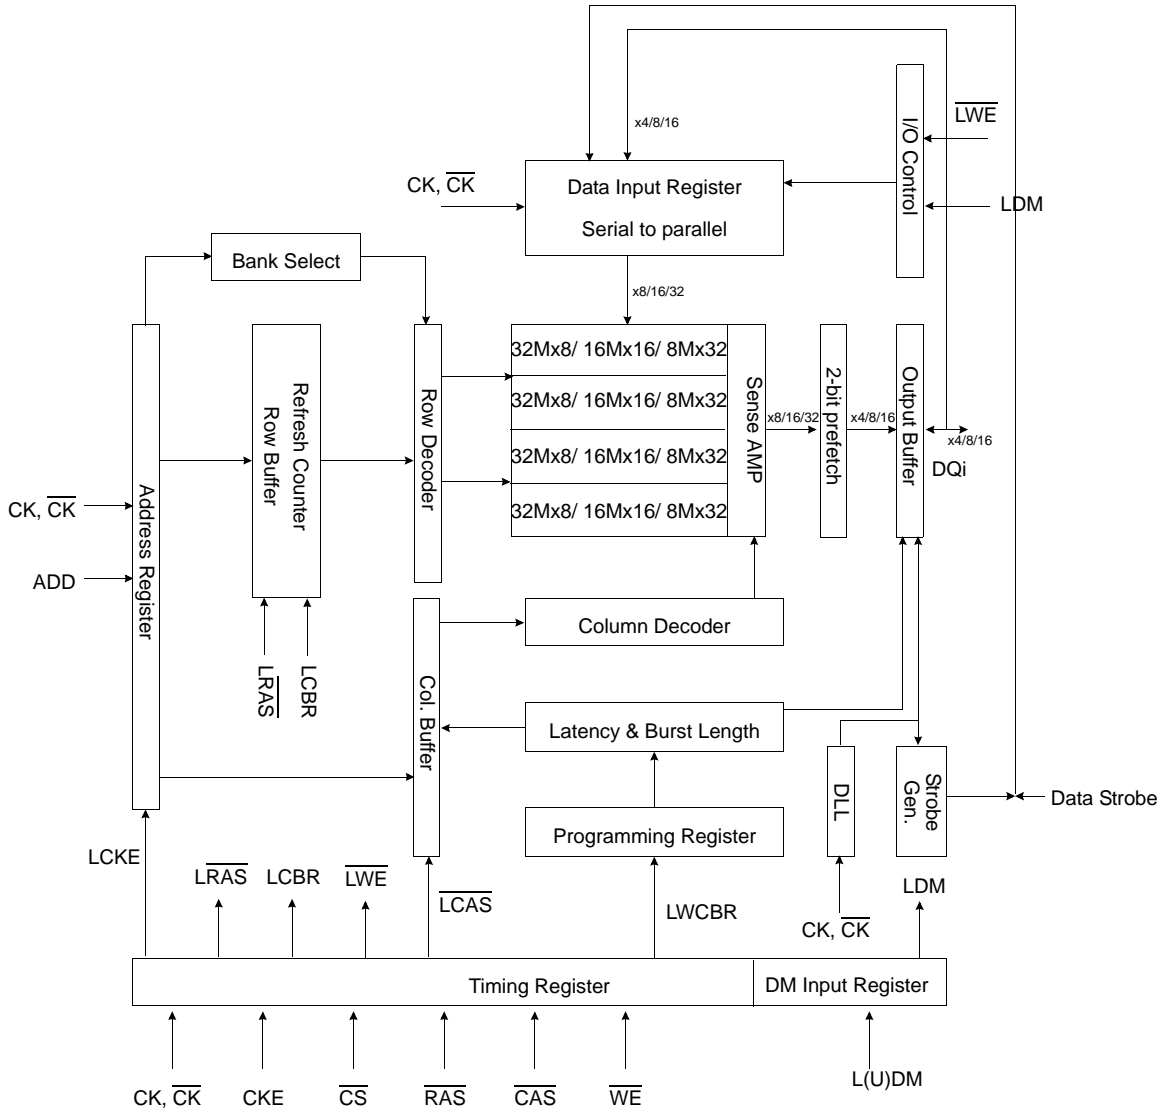 x4/8/16
I/O Control
LWE
CK, CK
Data Input Register
Serial to parallel
LDM
Bank Select
x8/16/32
Address Register
Refresh Counter
Row Buffer
Row Decoder
32Mx8/ 16Mx16/ 8Mx32
32Mx8/ 16Mx16/ 8Mx32
32Mx8/ 16Mx16/ 8Mx32
32Mx8/ 16Mx16/ 8Mx32
Sense AMP
x8/16/32
2-bit prefetch
x4/8/16
Output Buffer
x4/8/16
DQi
CK, CK
ADD
Col. Buffer
Column Decoder
LRAS
LCBR
Latency & Burst Length
DLL
Strobe
Gen.
Data Strobe
Programming Register
LCKE
LRAS
LCBR
LWE
LCAS
LWCBR
CK, CK
LDM
Timing Register
DM Input Register
CK, CK
CKE
CS
RAS
CAS
WE
L(U)DM